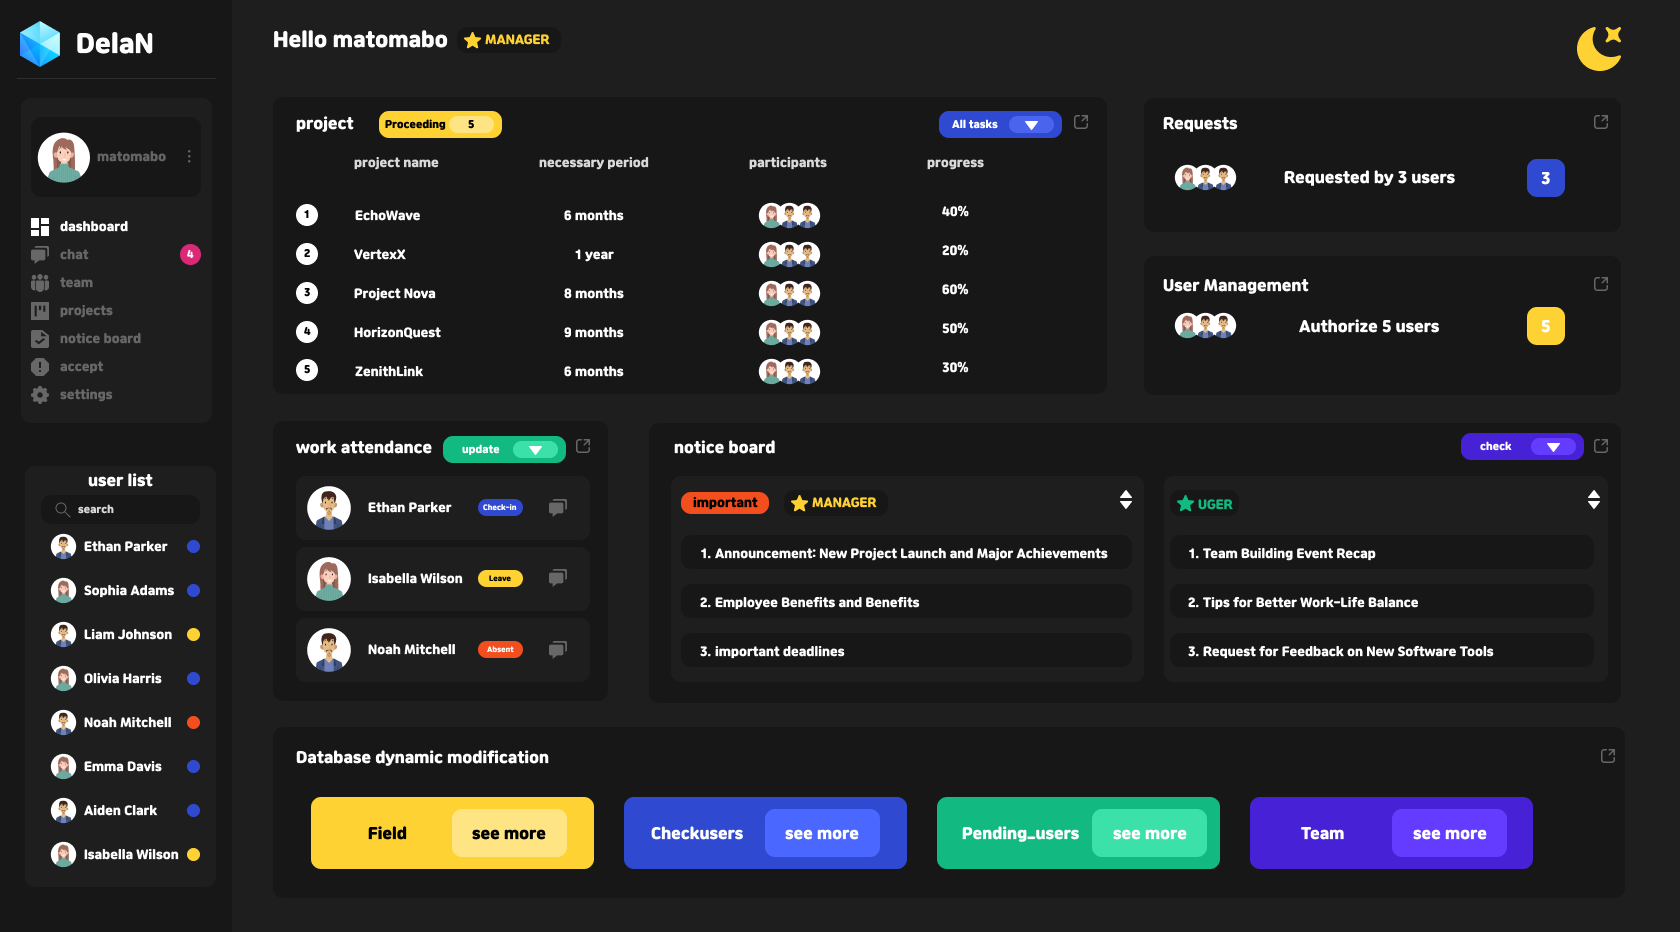 DelaN
matomabo
dashboard
chat 4
team
projects
notice board
accept
settings
user list
search
Ethan Parker
Sophia Adams
Liam Johnson
Olivia Harris
Noah Mitchell
Emma Davis
Aiden Clark
Isabella Wilson
Hello matomabo MANAGER
project Proceeding 5 All tasks
project name necessary period participants progress
1 EchoWave 6 months 40%
2 VertexX 1 year 20%
3 Project Nova 8 months 60%
4 HorizonQuest 9 months 50%
5 ZenithLink 6 months 30%
Requests
Requested by 3 users 3
User Management
Authorize 5 users 5
work attendance update
Ethan Parker Check-in
Isabella Wilson Leave
Noah Mitchell Absent
notice board check
important MANAGER
1. Announcement: New Project Launch and Major Achievements
2. Employee Benefits and Benefits
3. important deadlines
UGER
1. Team Building Event Recap
2. Tips for Better Work-Life Balance
3. Request for Feedback on New Software Tools
Database dynamic modification
Field see more
Checkusers see more
Pending_users see more
Team see more